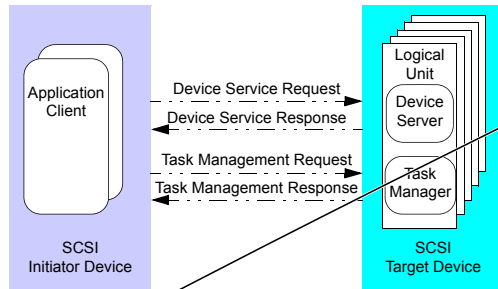 Application
Client
Device Service Request
Device Service Response
Task Management Request
Task Management Response
Logical
Unit
Device
Server
Task
Manager
SCSI
Initiator Device
SCSI
Target Device